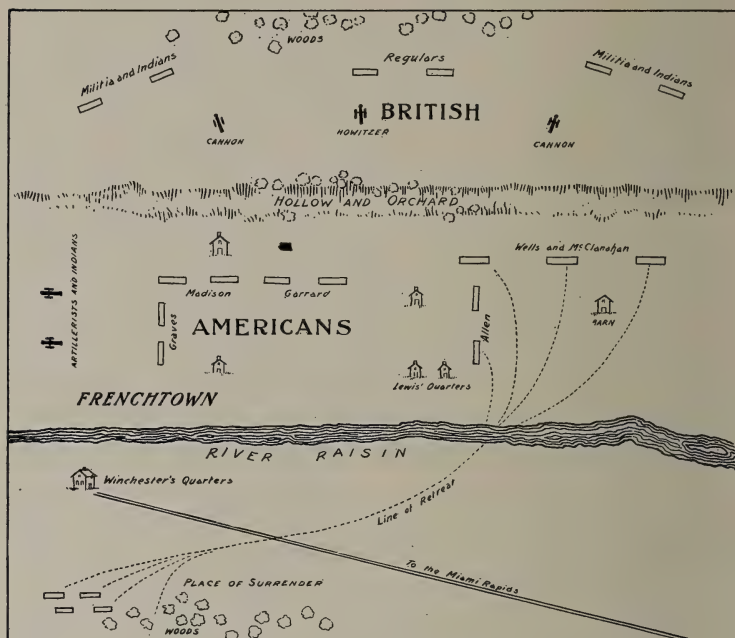 WOODS
Militia and Indians
Regulars
Militia and Indians
BRITISH
CANNON
HOWITZER
CANNON
HOLLOW AND ORCHARD
ARTILLERISTS AND INDIANS
Wells and McClanahan
Madison
Garrard
Graves
AMERICANS
Allen
BARN
Lewis' Quarters
FRENCHTOWN
RIVER RAISIN
Winchester's Quarters
Line of Retreat
To the Miami Rapids
PLACE OF SURRENDER
WOODS